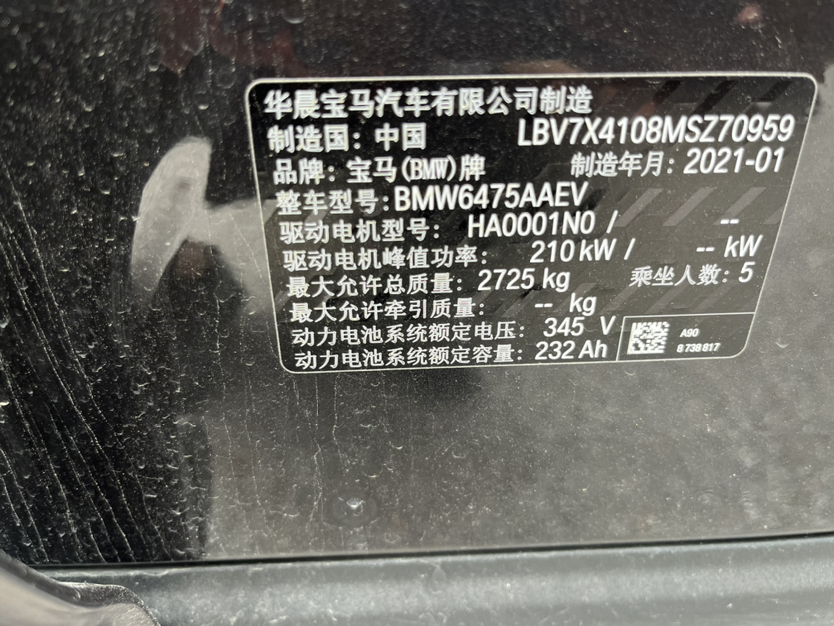 华晨宝马汽车有限公司制造
制造国：中国 LBV7X4108MSZ70959
品牌：宝马(BMW)牌 制造年月：2021-01
整车型号:BMW6475AAEV
驱动电机型号： HA0001N0 / --
驱动电机峰值功率： 210 kW / -- kW
最大允许总质量：2725 kg 乘坐人数：5
最大允许牵引质量： -- kg
动力电池系统额定电压：345 V
动力电池系统额定容量：232 Ah
A90
8 738 817